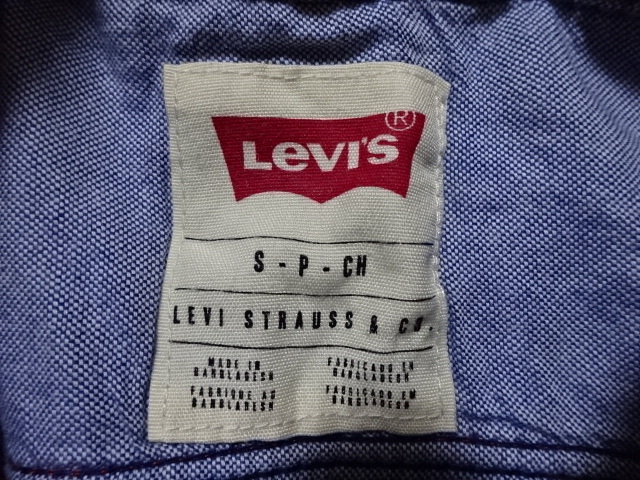 Levi's®
S - P - CH
LEVI STRAUSS & CO.
MADE IN
BANGLADESH
FABRICADO EN
BANGLADESH
FABRIQUÉ AU
BANGLADESH
FABRICADO EM
BANGLADESH